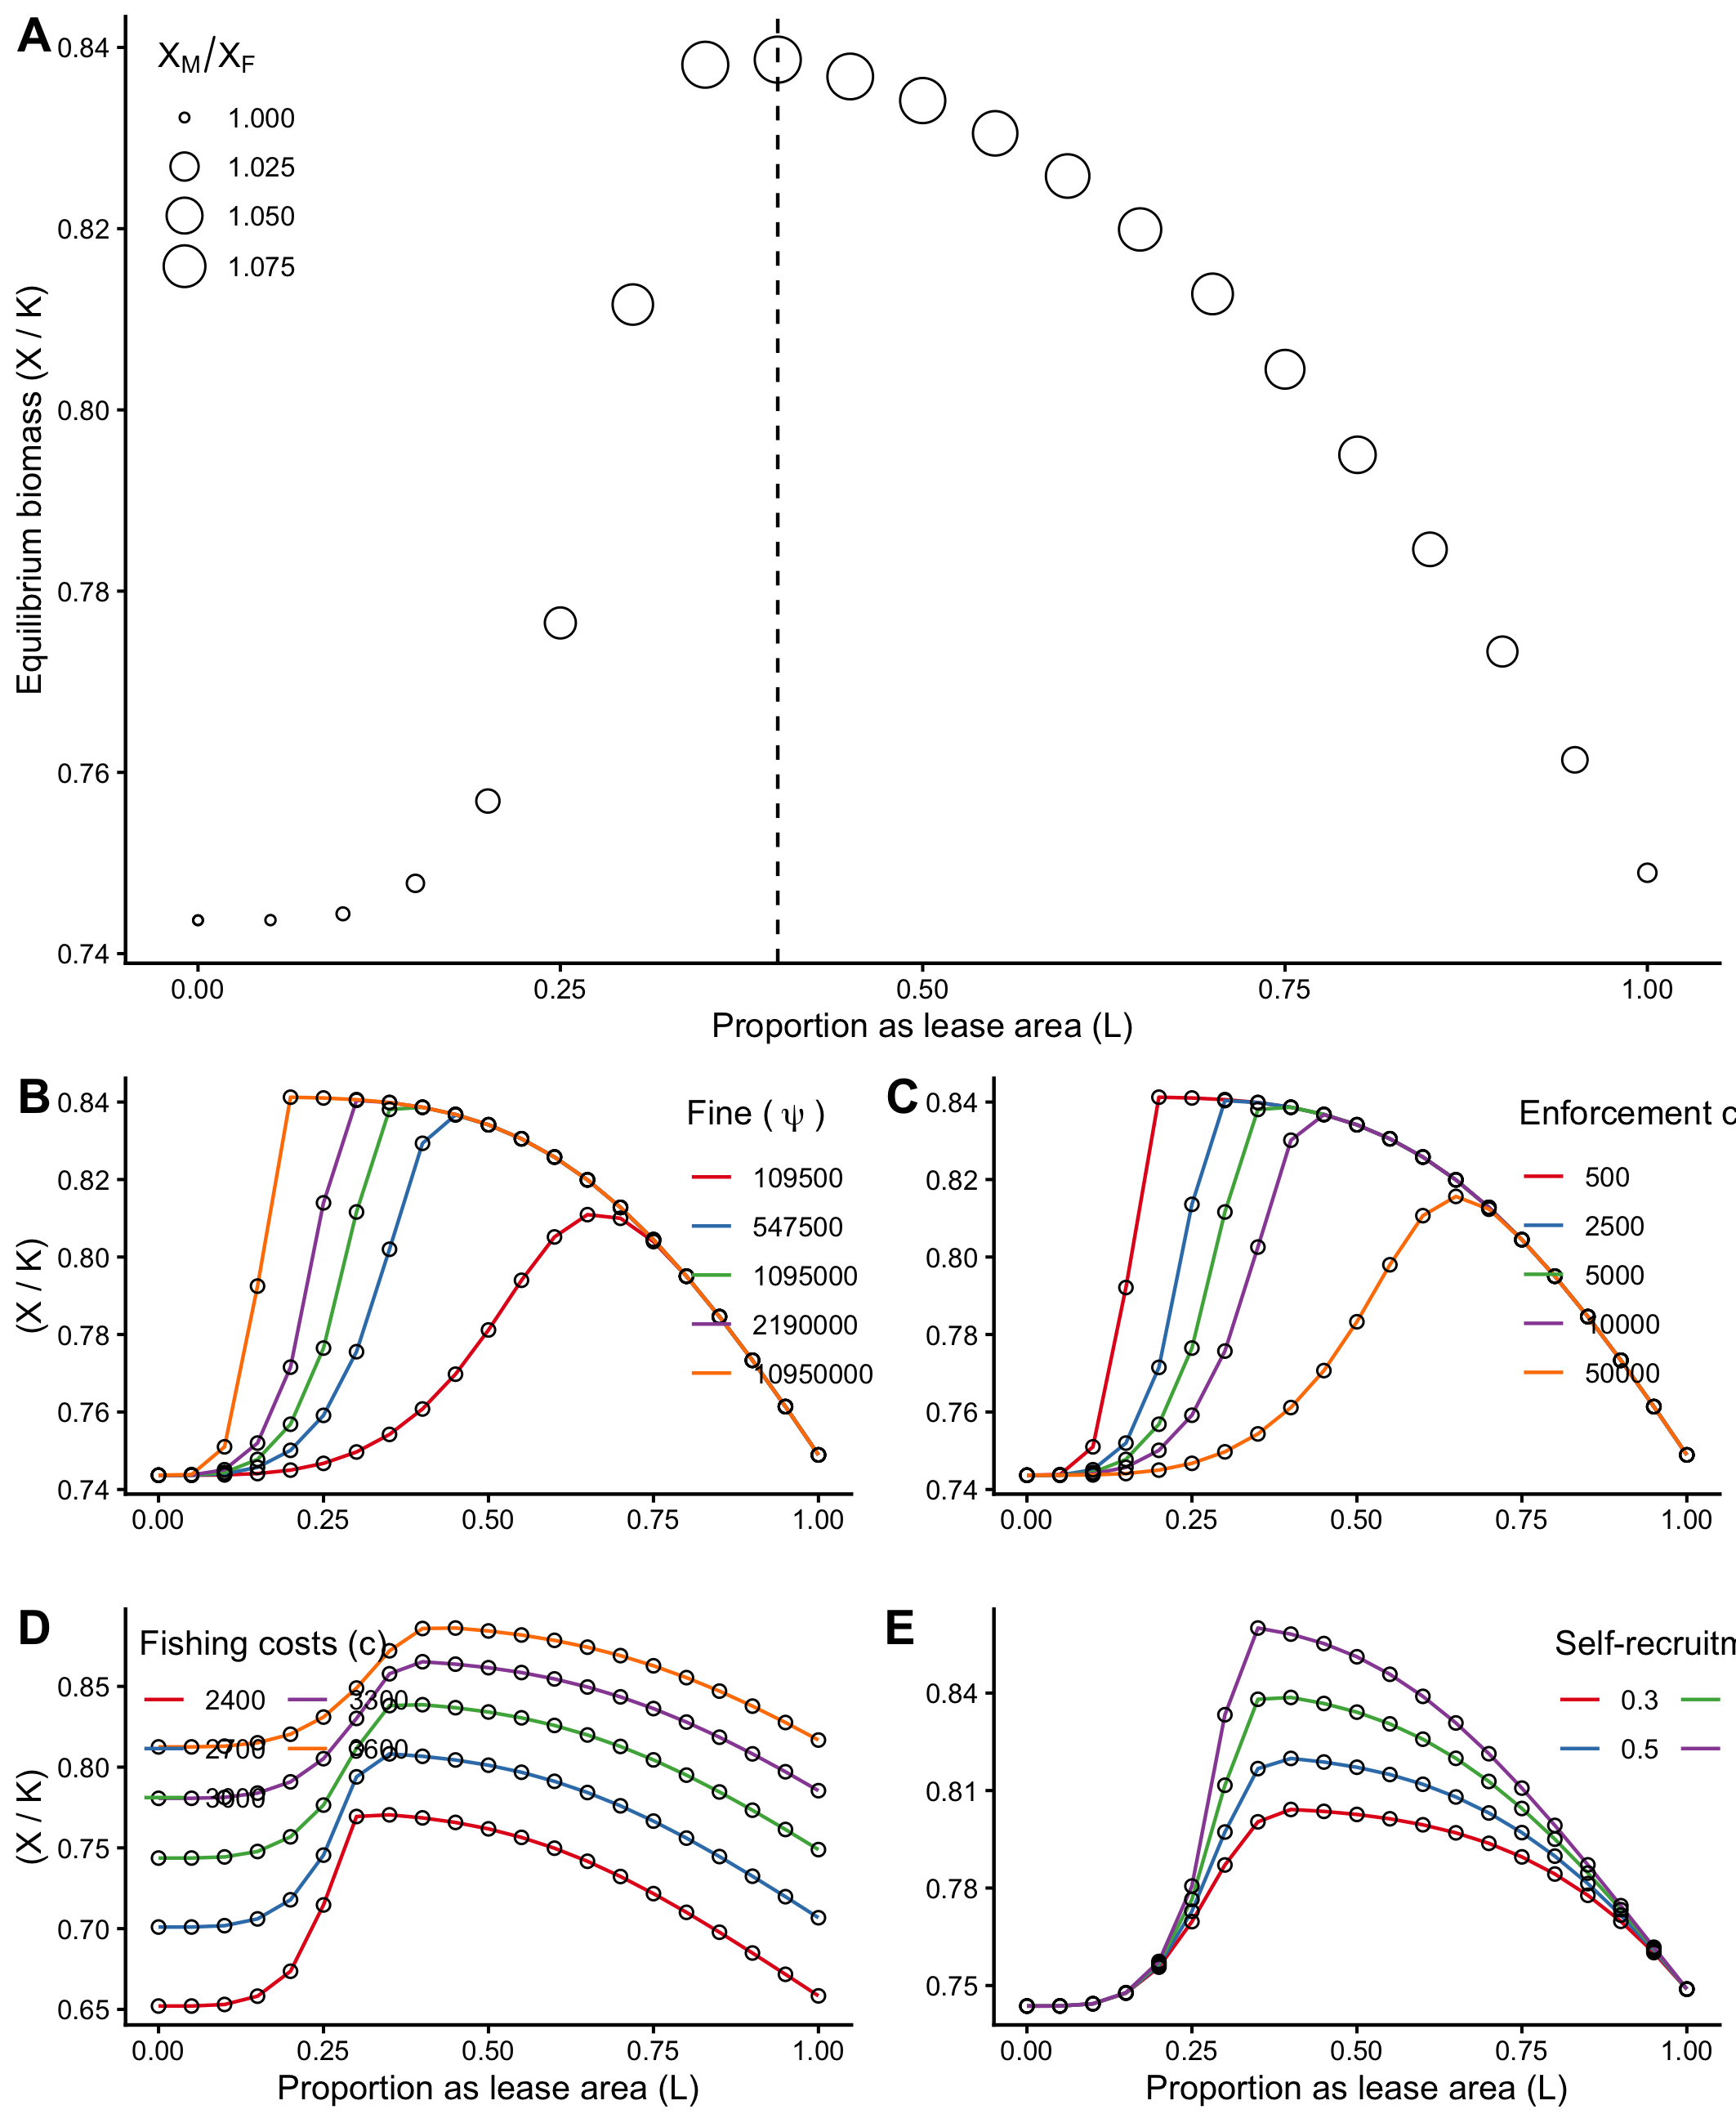 A
X_M/X_F
1.000
1.025
1.050
1.075
0.84
0.82
0.80
0.78
0.76
0.74
Equilibrium biomass (X / K)
0.00 0.25 0.50 0.75 1.00
Proportion as lease area (L)
B
Fine ( ψ )
109500
547500
1095000
2190000
10950000
0.84
0.82
0.80
0.78
0.76
0.74
(X / K)
0.00 0.25 0.50 0.75 1.00
C
Enforcement c
500
2500
5000
10000
50000
0.84
0.82
0.80
0.78
0.76
0.74
0.00 0.25 0.50 0.75 1.00
D
Fishing costs (c)
2400 3300
2700 3600
3000
0.85
0.80
0.75
0.70
0.65
(X / K)
0.00 0.25 0.50 0.75 1.00
Proportion as lease area (L)
E
Self-recruitm
0.3
0.5
0.84
0.81
0.78
0.75
0.00 0.25 0.50 0.75 1.00
Proportion as lease area (L)